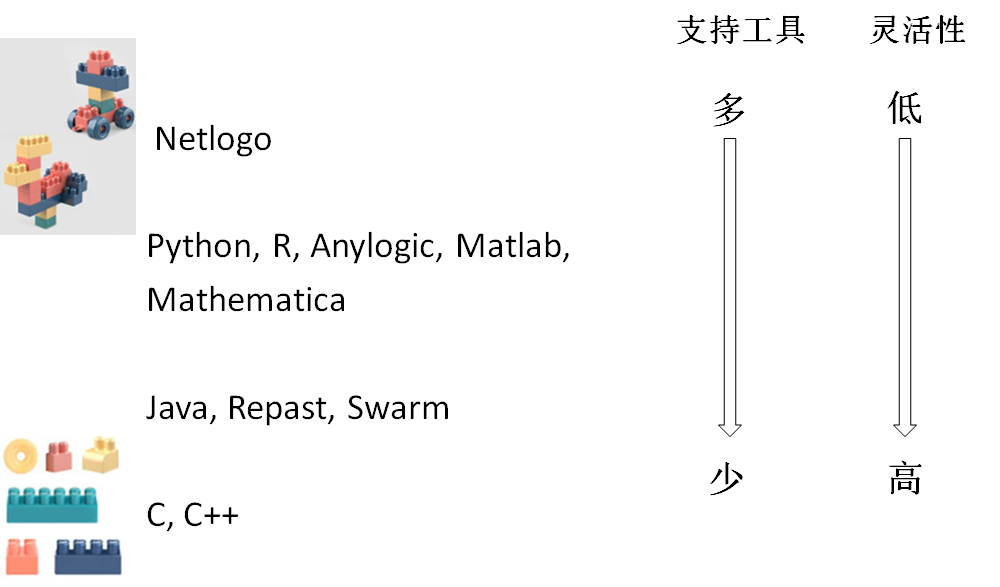 支持工具 灵活性
多 低
Netlogo
Python, R, Anylogic, Matlab,
Mathematica
Java, Repast, Swarm
少 高
C, C++